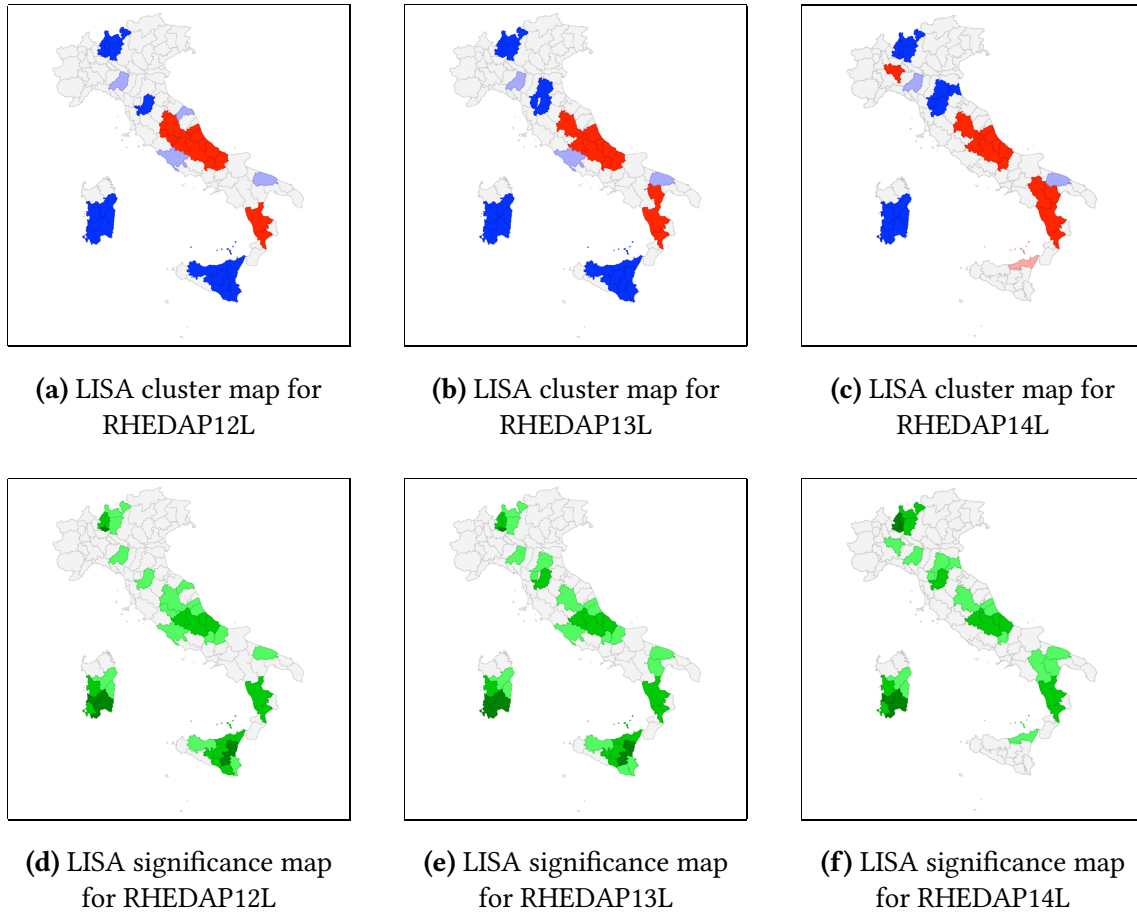 (a) LISA cluster map for
RHEDAP12L
(b) LISA cluster map for
RHEDAP13L
(c) LISA cluster map for
RHEDAP14L
(d) LISA significance map
for RHEDAP12L
(e) LISA significance map
for RHEDAP13L
(f) LISA significance map
for RHEDAP14L